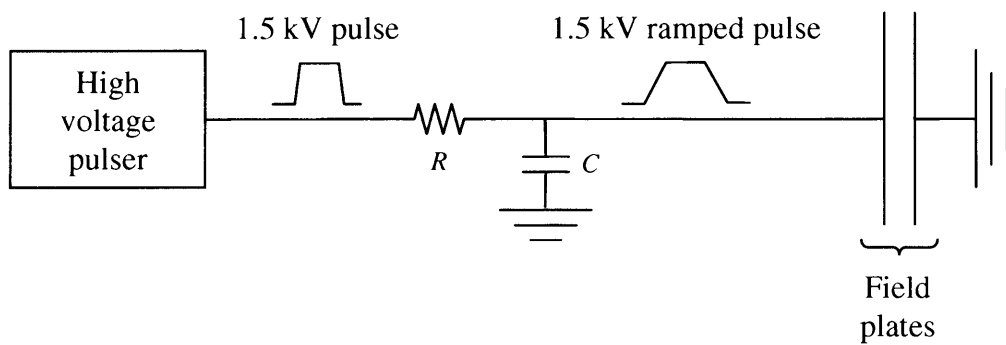 1.5 kV pulse
1.5 kV ramped pulse
High
voltage
pulser
R
C
Field
plates